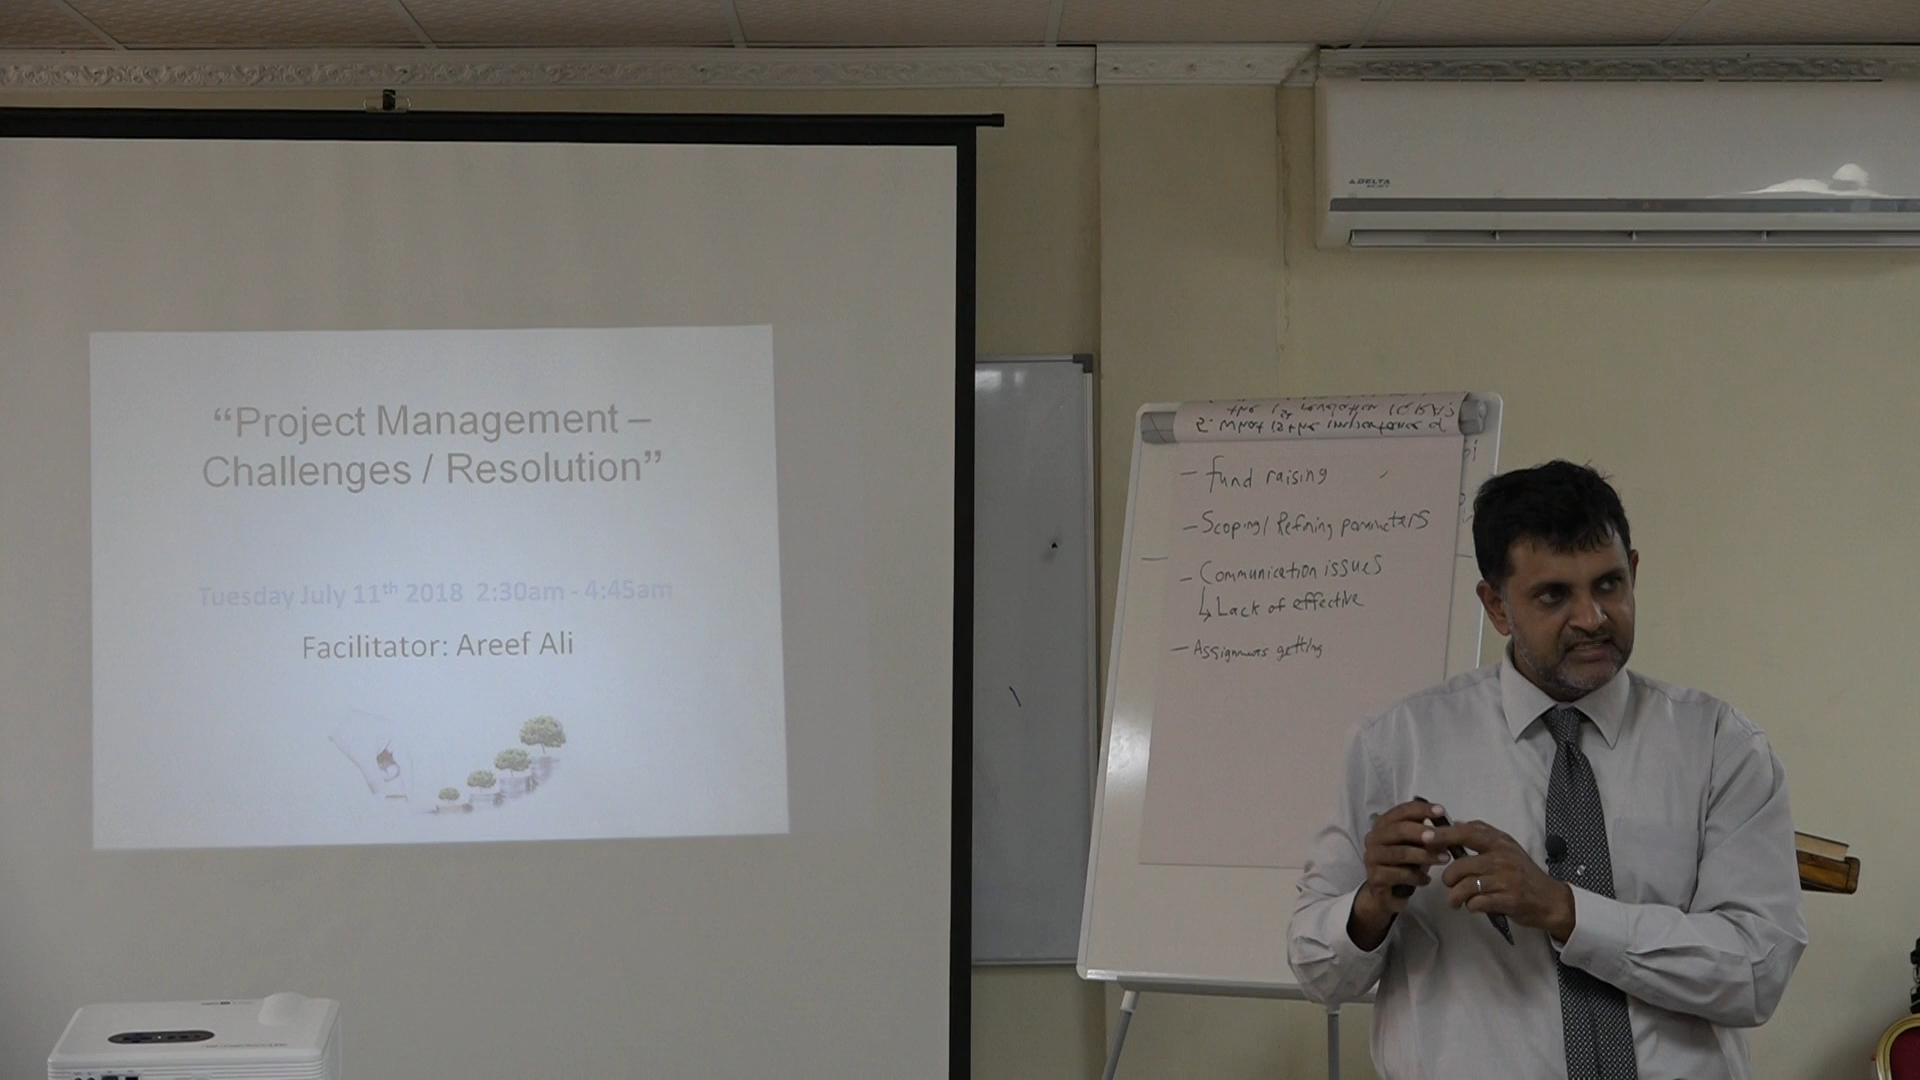 “Project Management –
Challenges / Resolution”
Tuesday July 11th 2018 2:30am - 4:45am
Facilitator: Areef Ali
DELTA
- fund raising
- Scoping/ Refining parameters
- Communication issues
↳ Lack of effective
- Assignments getting